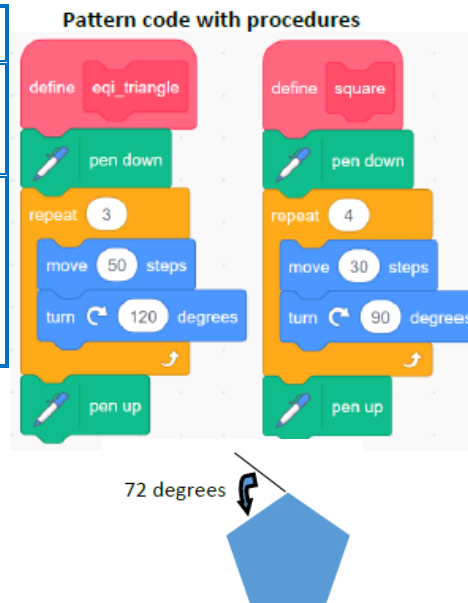 Pattern code with procedures
define eqi_triangle
pen down
repeat 3
move 50 steps
turn 120 degrees
pen up
define square
pen down
repeat 4
move 30 steps
turn 90 degrees
pen up
72 degrees